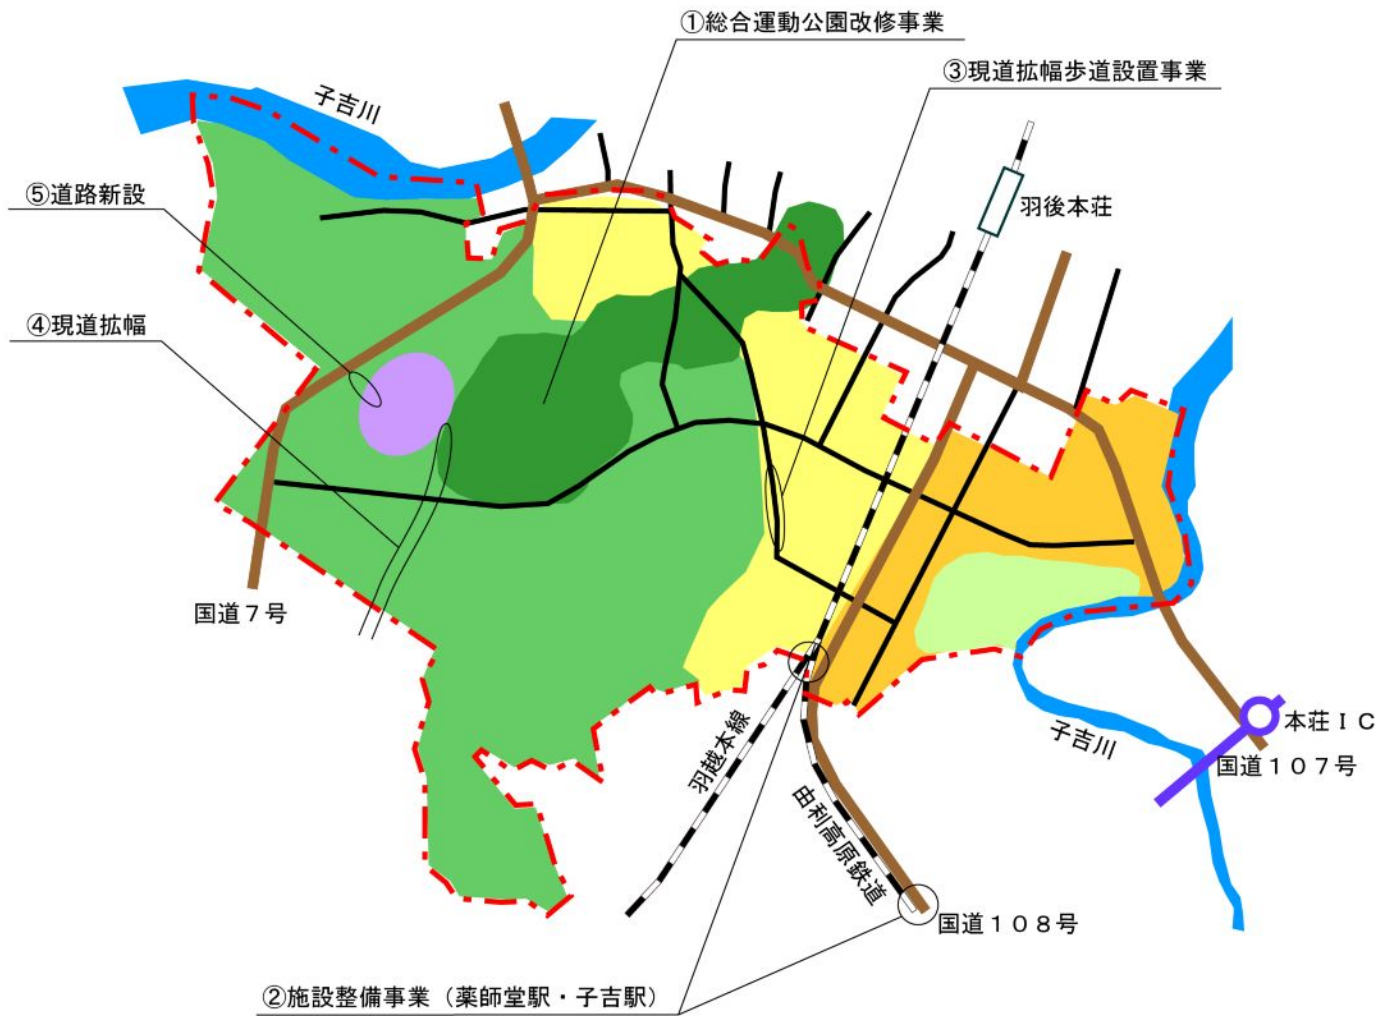 ①総合運動公園改修事業
③現道拡幅歩道設置事業
子吉川
⑤道路新設
羽後本荘
④現道拡幅
国道７号
本荘ＩＣ
子吉川
羽越本線
国道１０７号
由利高原鉄道
国道１０８号
②施設整備事業（薬師堂駅・子吉駅）